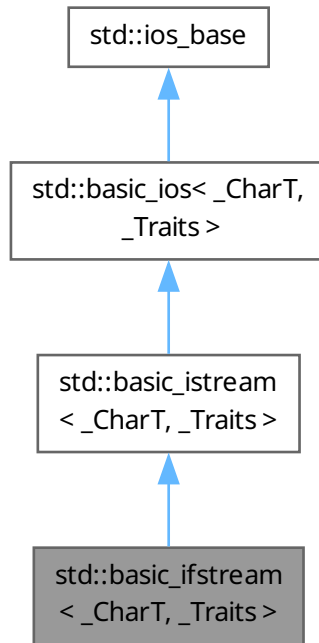 std::ios_base
std::basic_ios< _CharT,
_Traits >
std::basic_istream
< _CharT, _Traits >
std::basic_ifstream
< _CharT, _Traits >